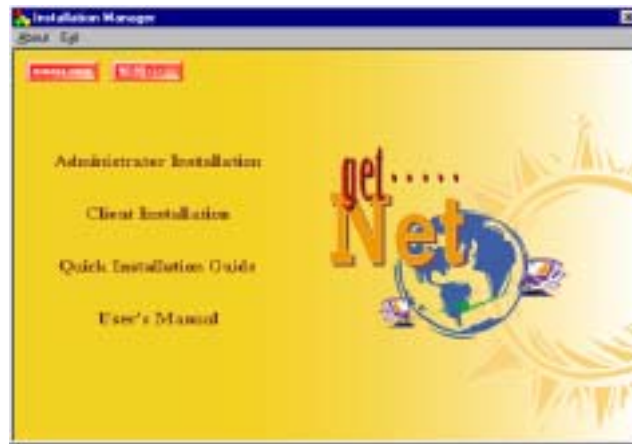 Installation Manager
About Exit
Administrator Installation
Client Installation
Quick Installation Guide
User's Manual
get.....
Net